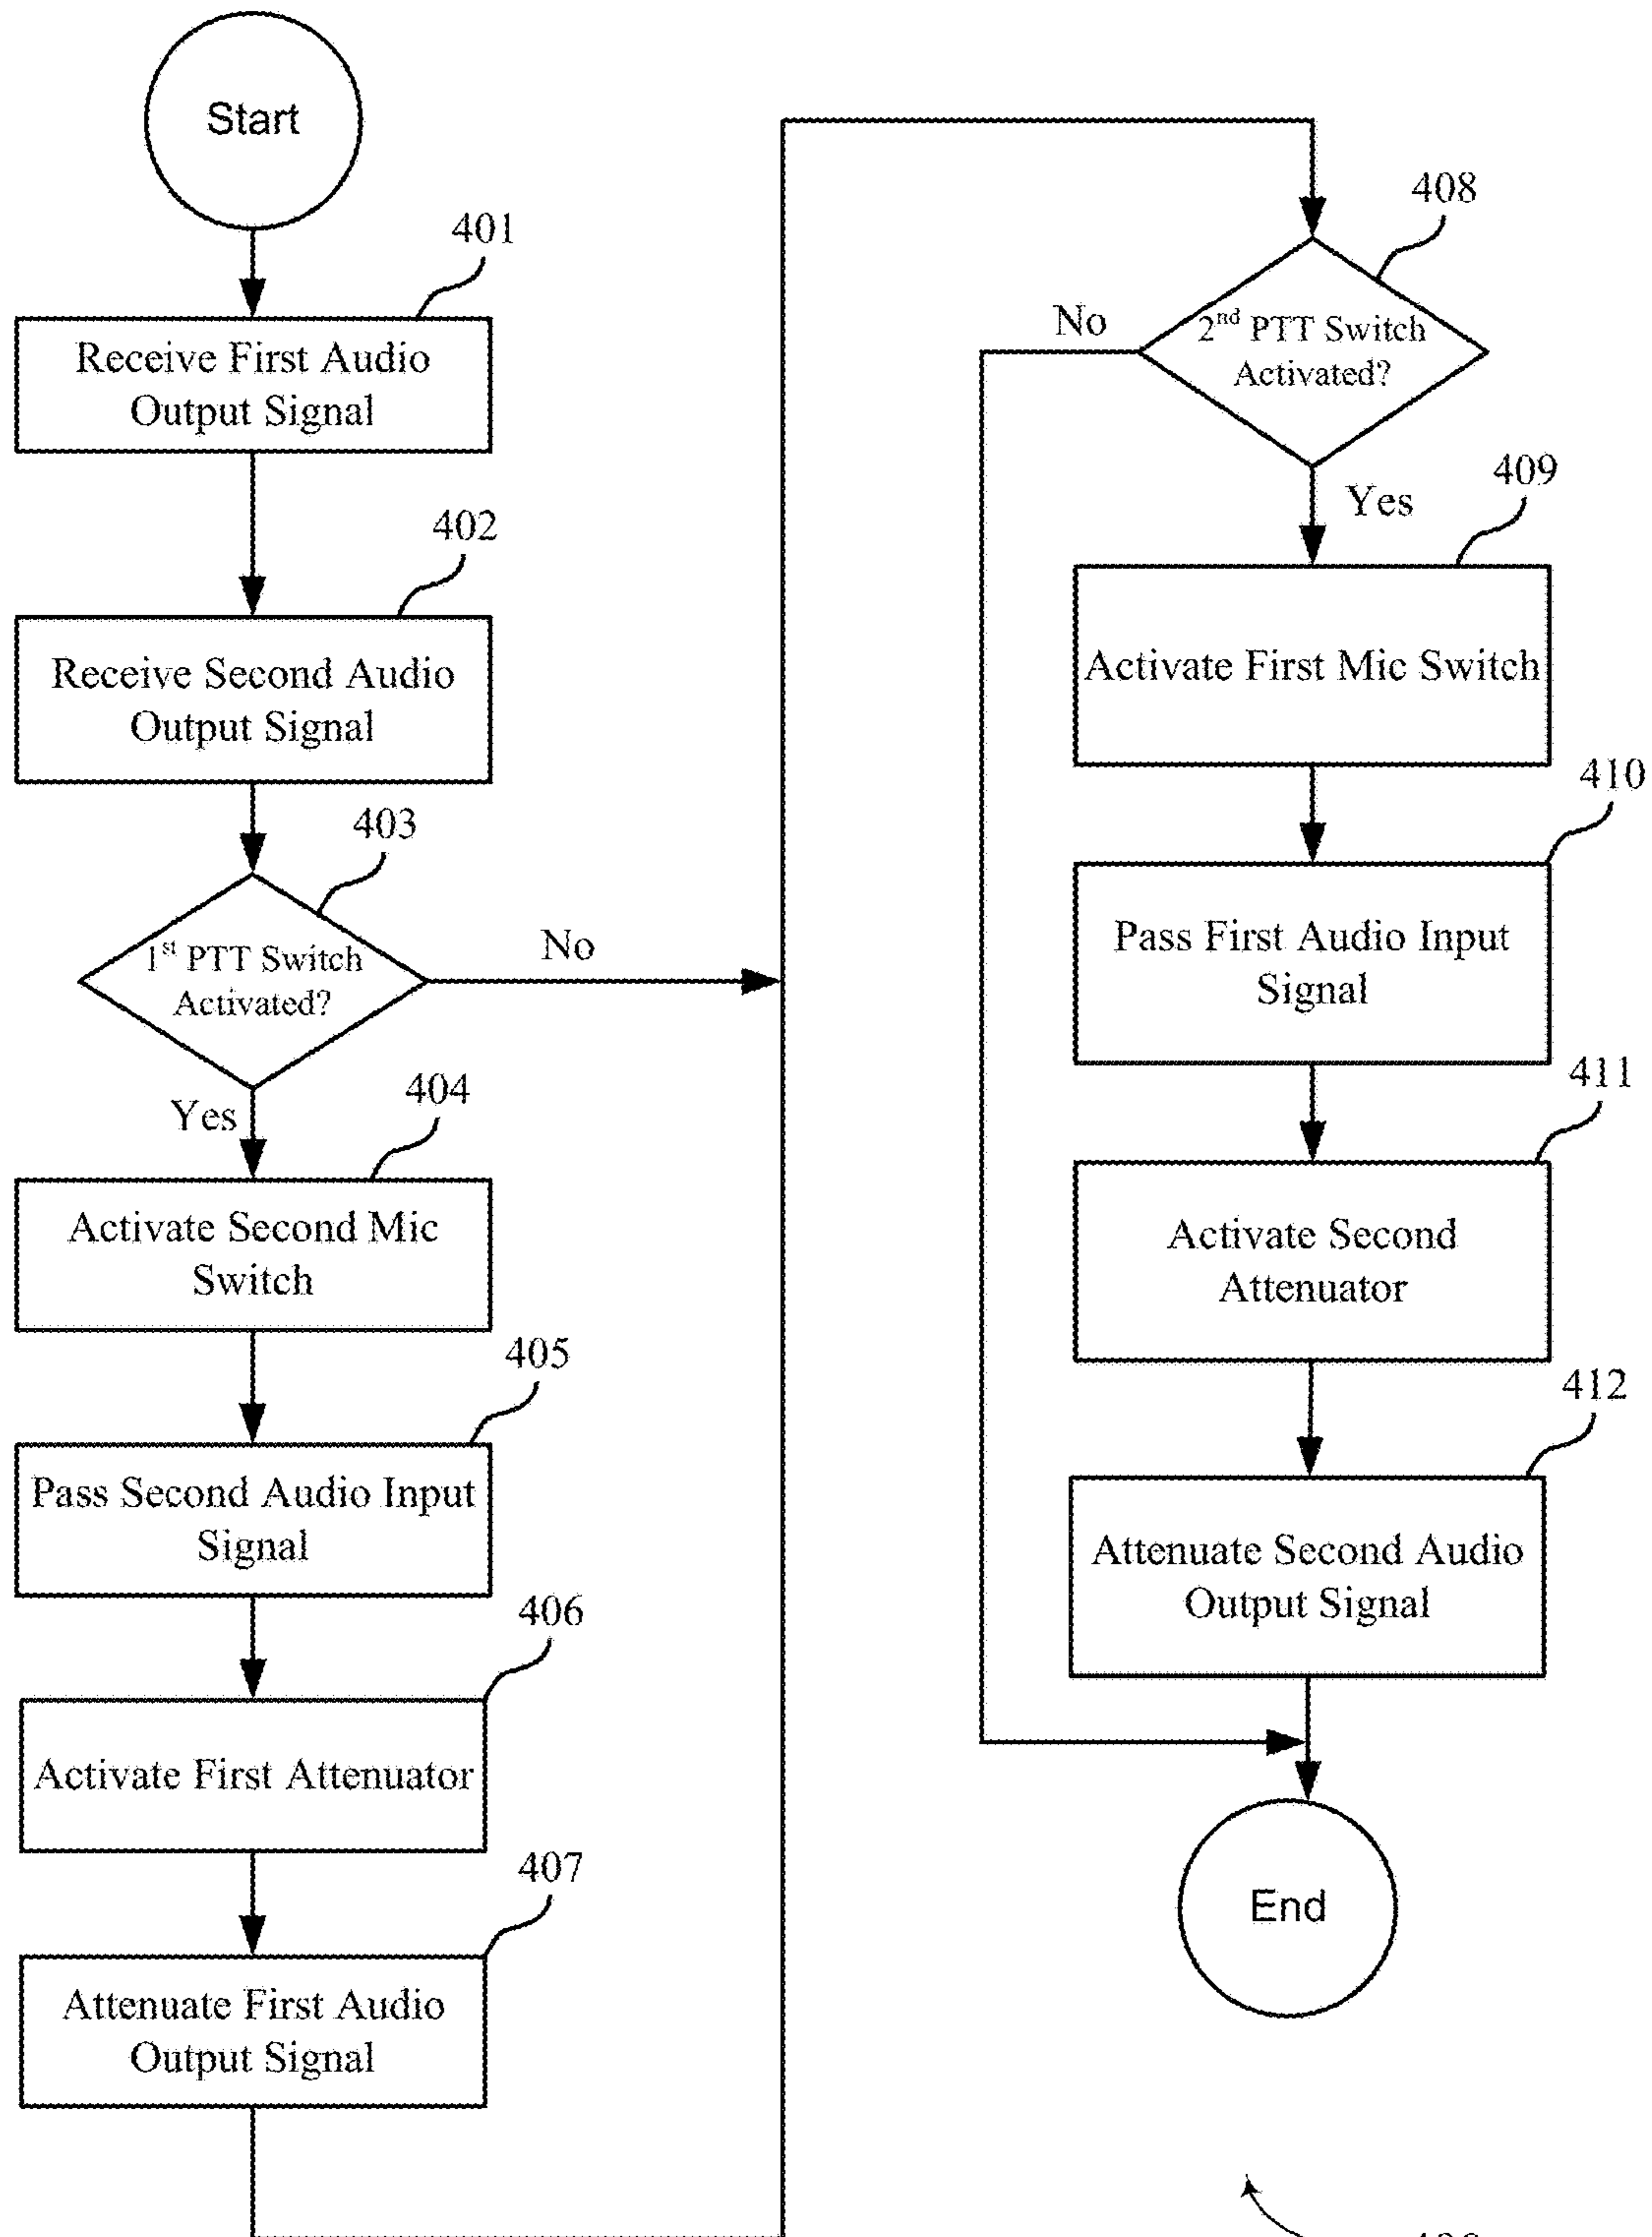 Start
401
Receive First Audio
Output Signal
402
Receive Second Audio
Output Signal
403
1st PTT Switch
Activated?
No
Yes
404
Activate Second Mic
Switch
405
Pass Second Audio Input
Signal
406
Activate First Attenuator
407
Attenuate First Audio
Output Signal
408
2nd PTT Switch
Activated?
No
Yes
409
Activate First Mic Switch
410
Pass First Audio Input
Signal
411
Activate Second
Attenuator
412
Attenuate Second Audio
Output Signal
End